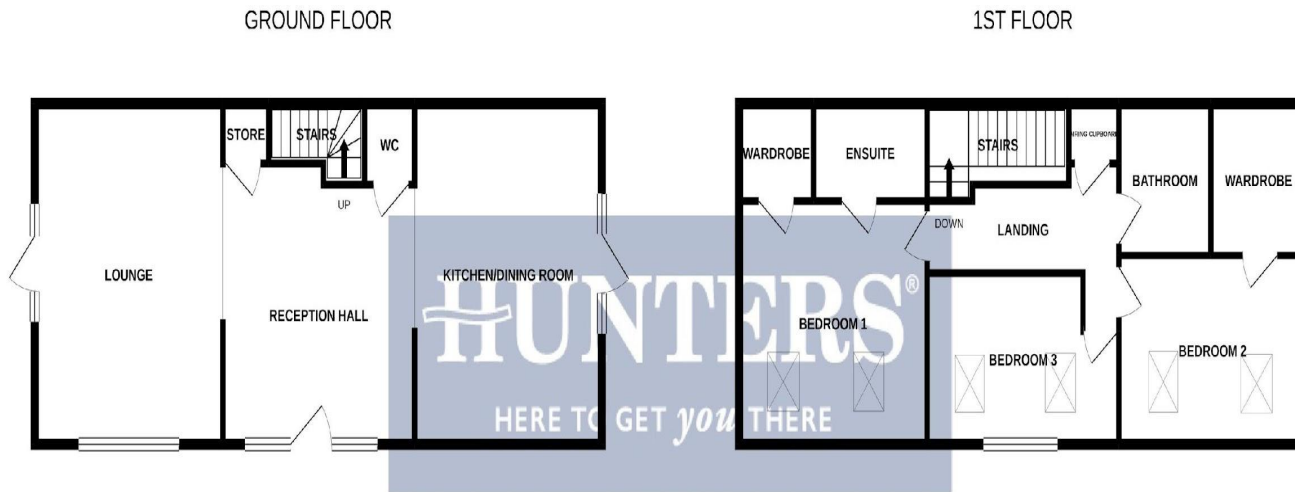 GROUND FLOOR
1ST FLOOR
STORE
STAIRS
WC
UP
LOUNGE
RECEPTION HALL
KITCHEN/DINING ROOM
WARDROBE
ENSUITE
STAIRS
BATHROOM
WARDROBE
DOWN
LANDING
BEDROOM 1
BEDROOM 3
BEDROOM 2
HUNTERS®
HERE TO GET you THERE